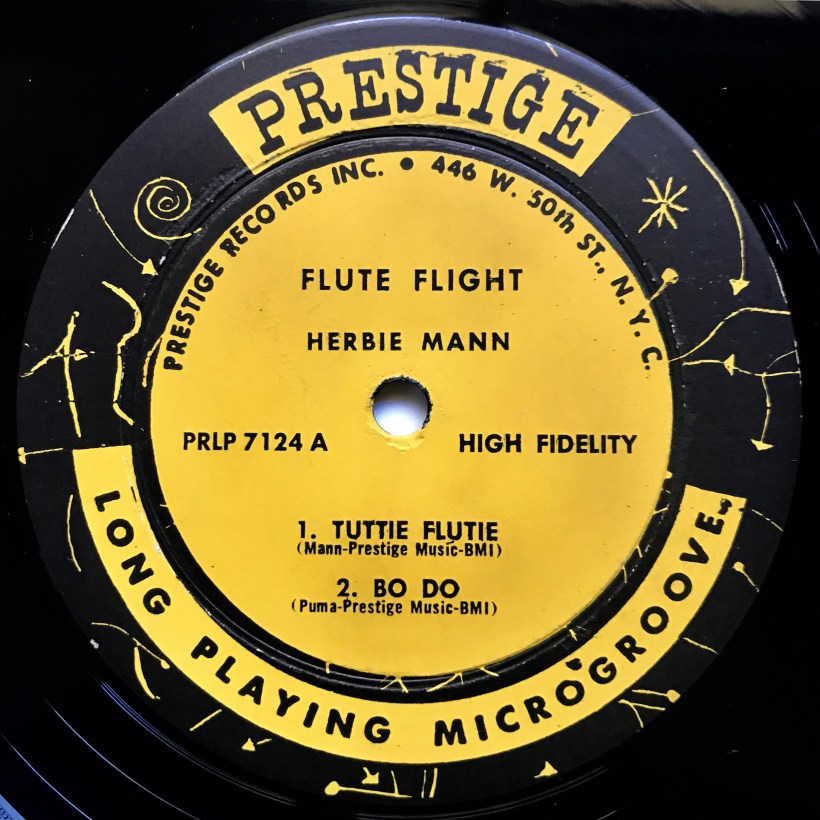 PRESTIGE
PRESTIGE RECORDS INC. • 446 W. 50th ST., N.Y.C.
FLUTE FLIGHT
HERBIE MANN
PRLP 7124 A
HIGH FIDELITY
1. TUTTIE FLUTIE
(Mann-Prestige Music-BMI)
2. BO DO
(Puma-Prestige Music-BMI)
LONG PLAYING MICROGROOVE